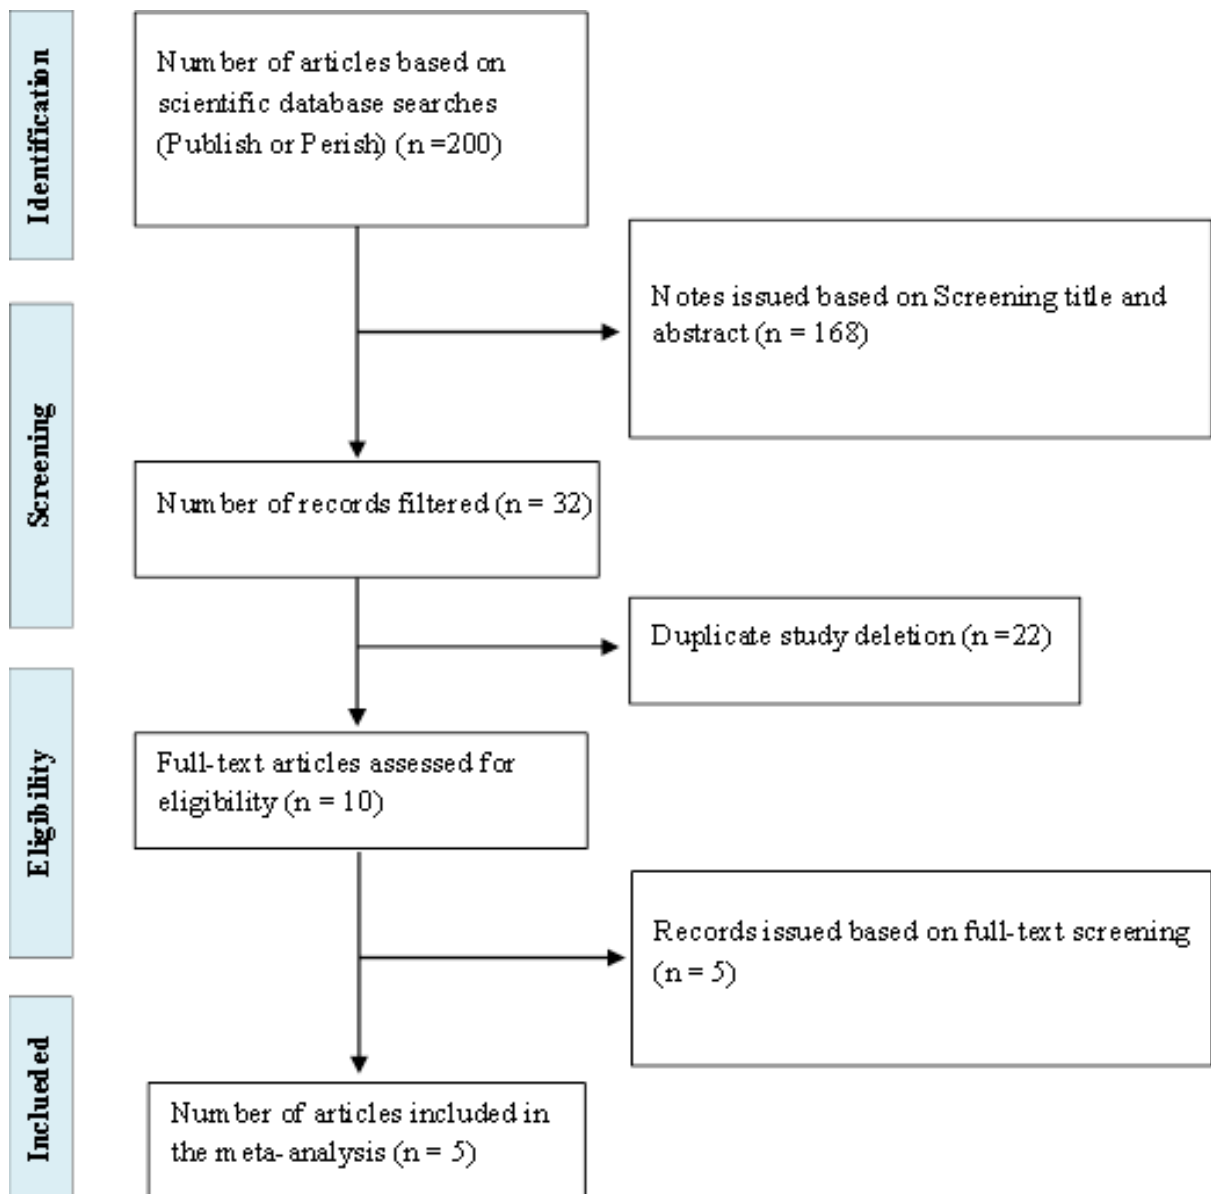 Identification
Number of articles based on
scientific database searches
(Publish or Perish) (n =200)
Notes issued based on Screening title and
abstract (n = 168)
Screening
Number of records filtered (n = 32)
Duplicate study deletion (n =22)
Eligibility
Full-text articles assessed for
eligibility (n = 10)
Records issued based on full-text screening
(n = 5)
Included
Number of articles included in
the meta-analysis (n = 5)